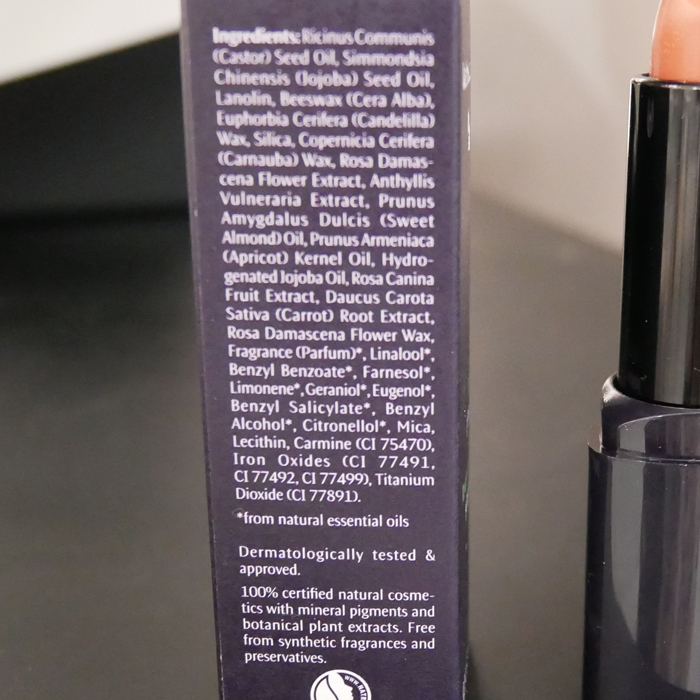 Ingredients: Ricinus Communis
(Castor) Seed Oil, Simmondsia
Chinensis (Jojoba) Seed Oil,
Lanolin, Beeswax (Cera Alba),
Euphorbia Cerifera (Candelilla)
Wax, Silica, Copernicia Cerifera
(Carnauba) Wax, Rosa Damas-
cena Flower Extract, Anthyllis
Vulneraria Extract, Prunus
Amygdalus Dulcis (Sweet
Almond) Oil, Prunus Armeniaca
(Apricot) Kernel Oil, Hydro-
genated Jojoba Oil, Rosa Canina
Fruit Extract, Daucus Carota
Sativa (Carrot) Root Extract,
Rosa Damascena Flower Wax,
Fragrance (Parfum)*, Linalool*,
Benzyl Benzoate*, Farnesol*,
Limonene*, Geraniol*, Eugenol*,
Benzyl Salicylate*, Benzyl
Alcohol*, Citronellol*, Mica,
Lecithin, Carmine (CI 75470),
Iron Oxides (CI 77491,
CI 77492, CI 77499), Titanium
Dioxide (CI 77891).
*from natural essential oils
Dermatologically tested &
approved.
100% certified natural cosme-
tics with mineral pigments and
botanical plant extracts. Free
from synthetic fragrances and
preservatives.